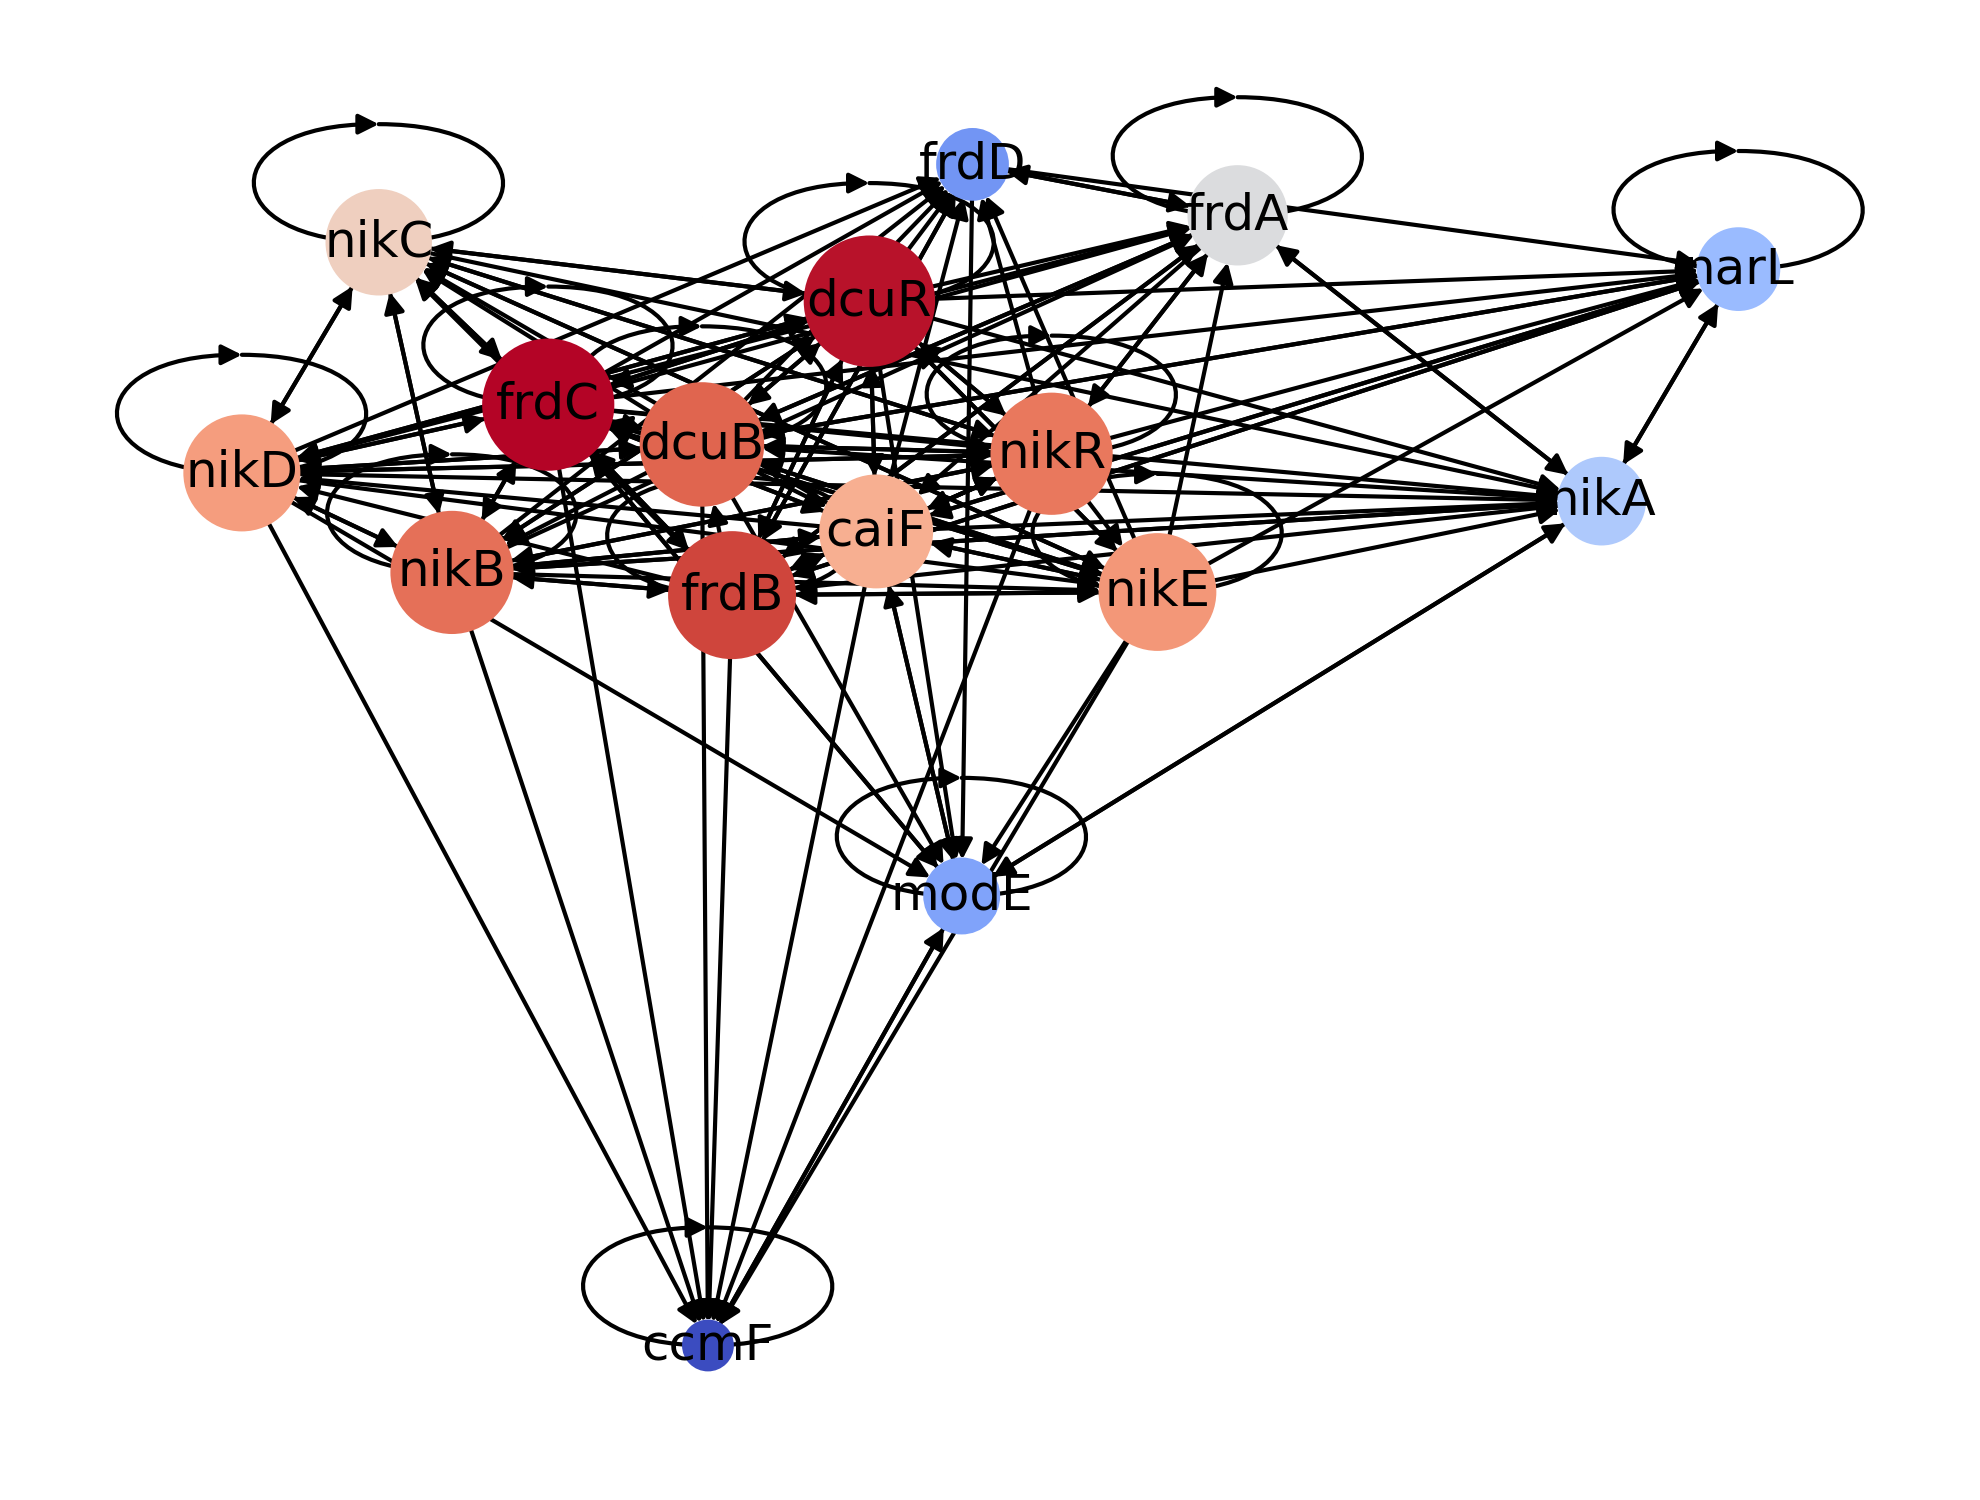 frdD
frdA
nikC
narL
dcuR
frdC
dcuB
nikR
nikD
nikA
caiF
nikB
frdB
nikE
modE
ccmF